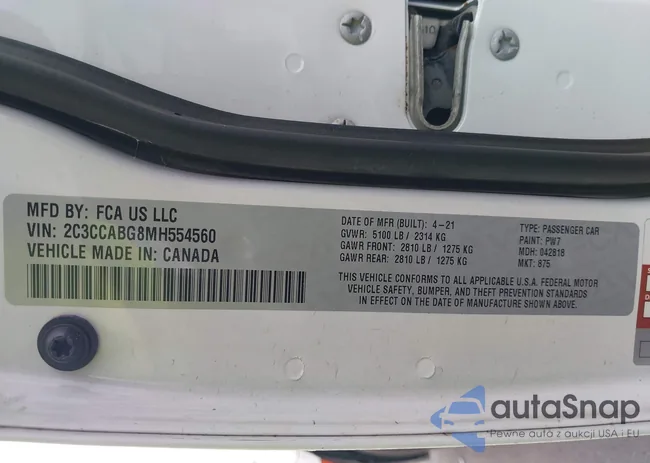 MFD BY: FCA US LLC
VIN: 2C3CCABG8MH554560
VEHICLE MADE IN: CANADA
DATE OF MFR (BUILT): 4-21
GVWR: 5100 LB / 2314 KG
GAWR FRONT: 2810 LB / 1275 KG
GAWR REAR: 2810 LB / 1275 KG
TYPE: PASSENGER CAR
PAINT: PW7
MDH: 042818
MKT: 875
THIS VEHICLE CONFORMS TO ALL APPLICABLE U.S.A. FEDERAL MOTOR
VEHICLE SAFETY, BUMPER, AND THEFT PREVENTION STANDARDS
IN EFFECT ON THE DATE OF MANUFACTURE SHOWN ABOVE.
autaSnap
Pewne auta z aukcji USA i EU